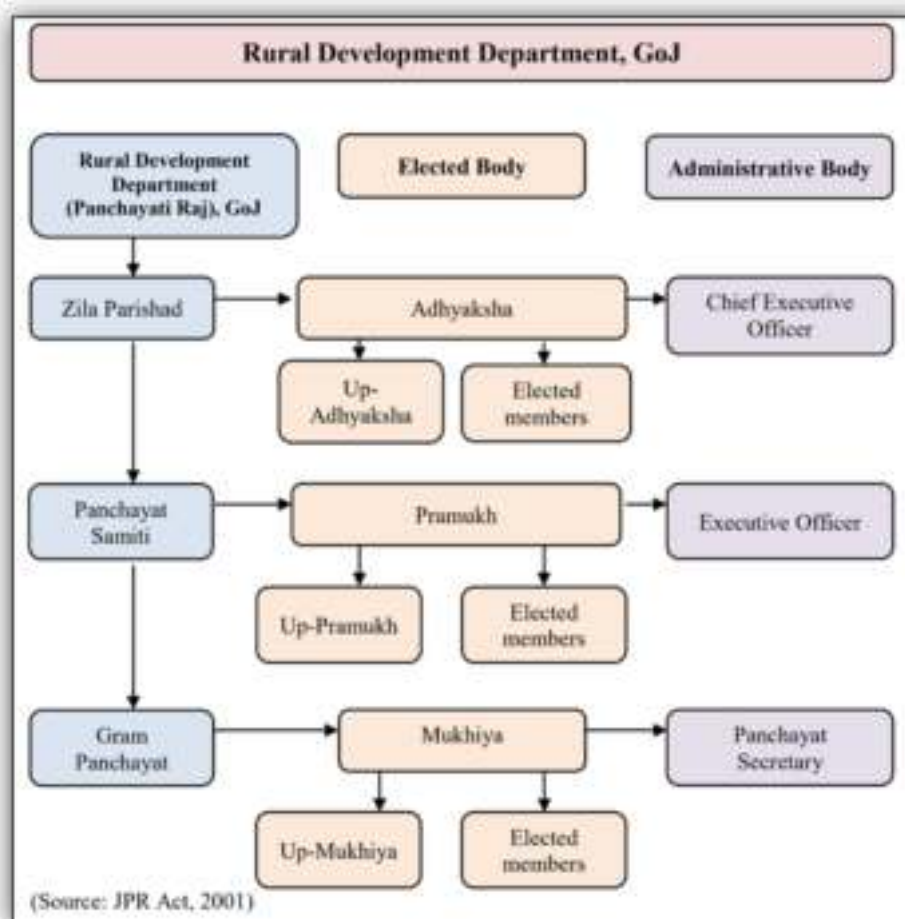 Rural Development Department, GoJ
Rural Development
Department
(Panchayati Raj), GoJ
Elected Body
Administrative Body
Zila Parishad
Adhyaksha
Chief Executive
Officer
Up-
Adhyaksha
Elected
members
Panchayat
Samiti
Pramukh
Executive Officer
Up-Pramukh
Elected
members
Gram
Panchayat
Mukhiya
Panchayat
Secretary
Up-Mukhiya
Elected
members
(Source: JPR Act, 2001)